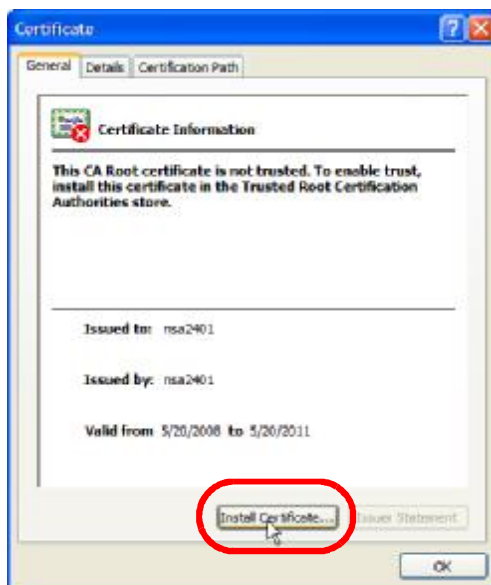 Certificate
General Details Certification Path
Certificate Information
This CA Root certificate is not trusted. To enable trust,
install this certificate in the Trusted Root Certification
Authorities store.
Issued to: nsa2401
Issued by: nsa2401
Valid from 5/20/2008 to 5/20/2011
Install Certificate... Issuer Statement
OK